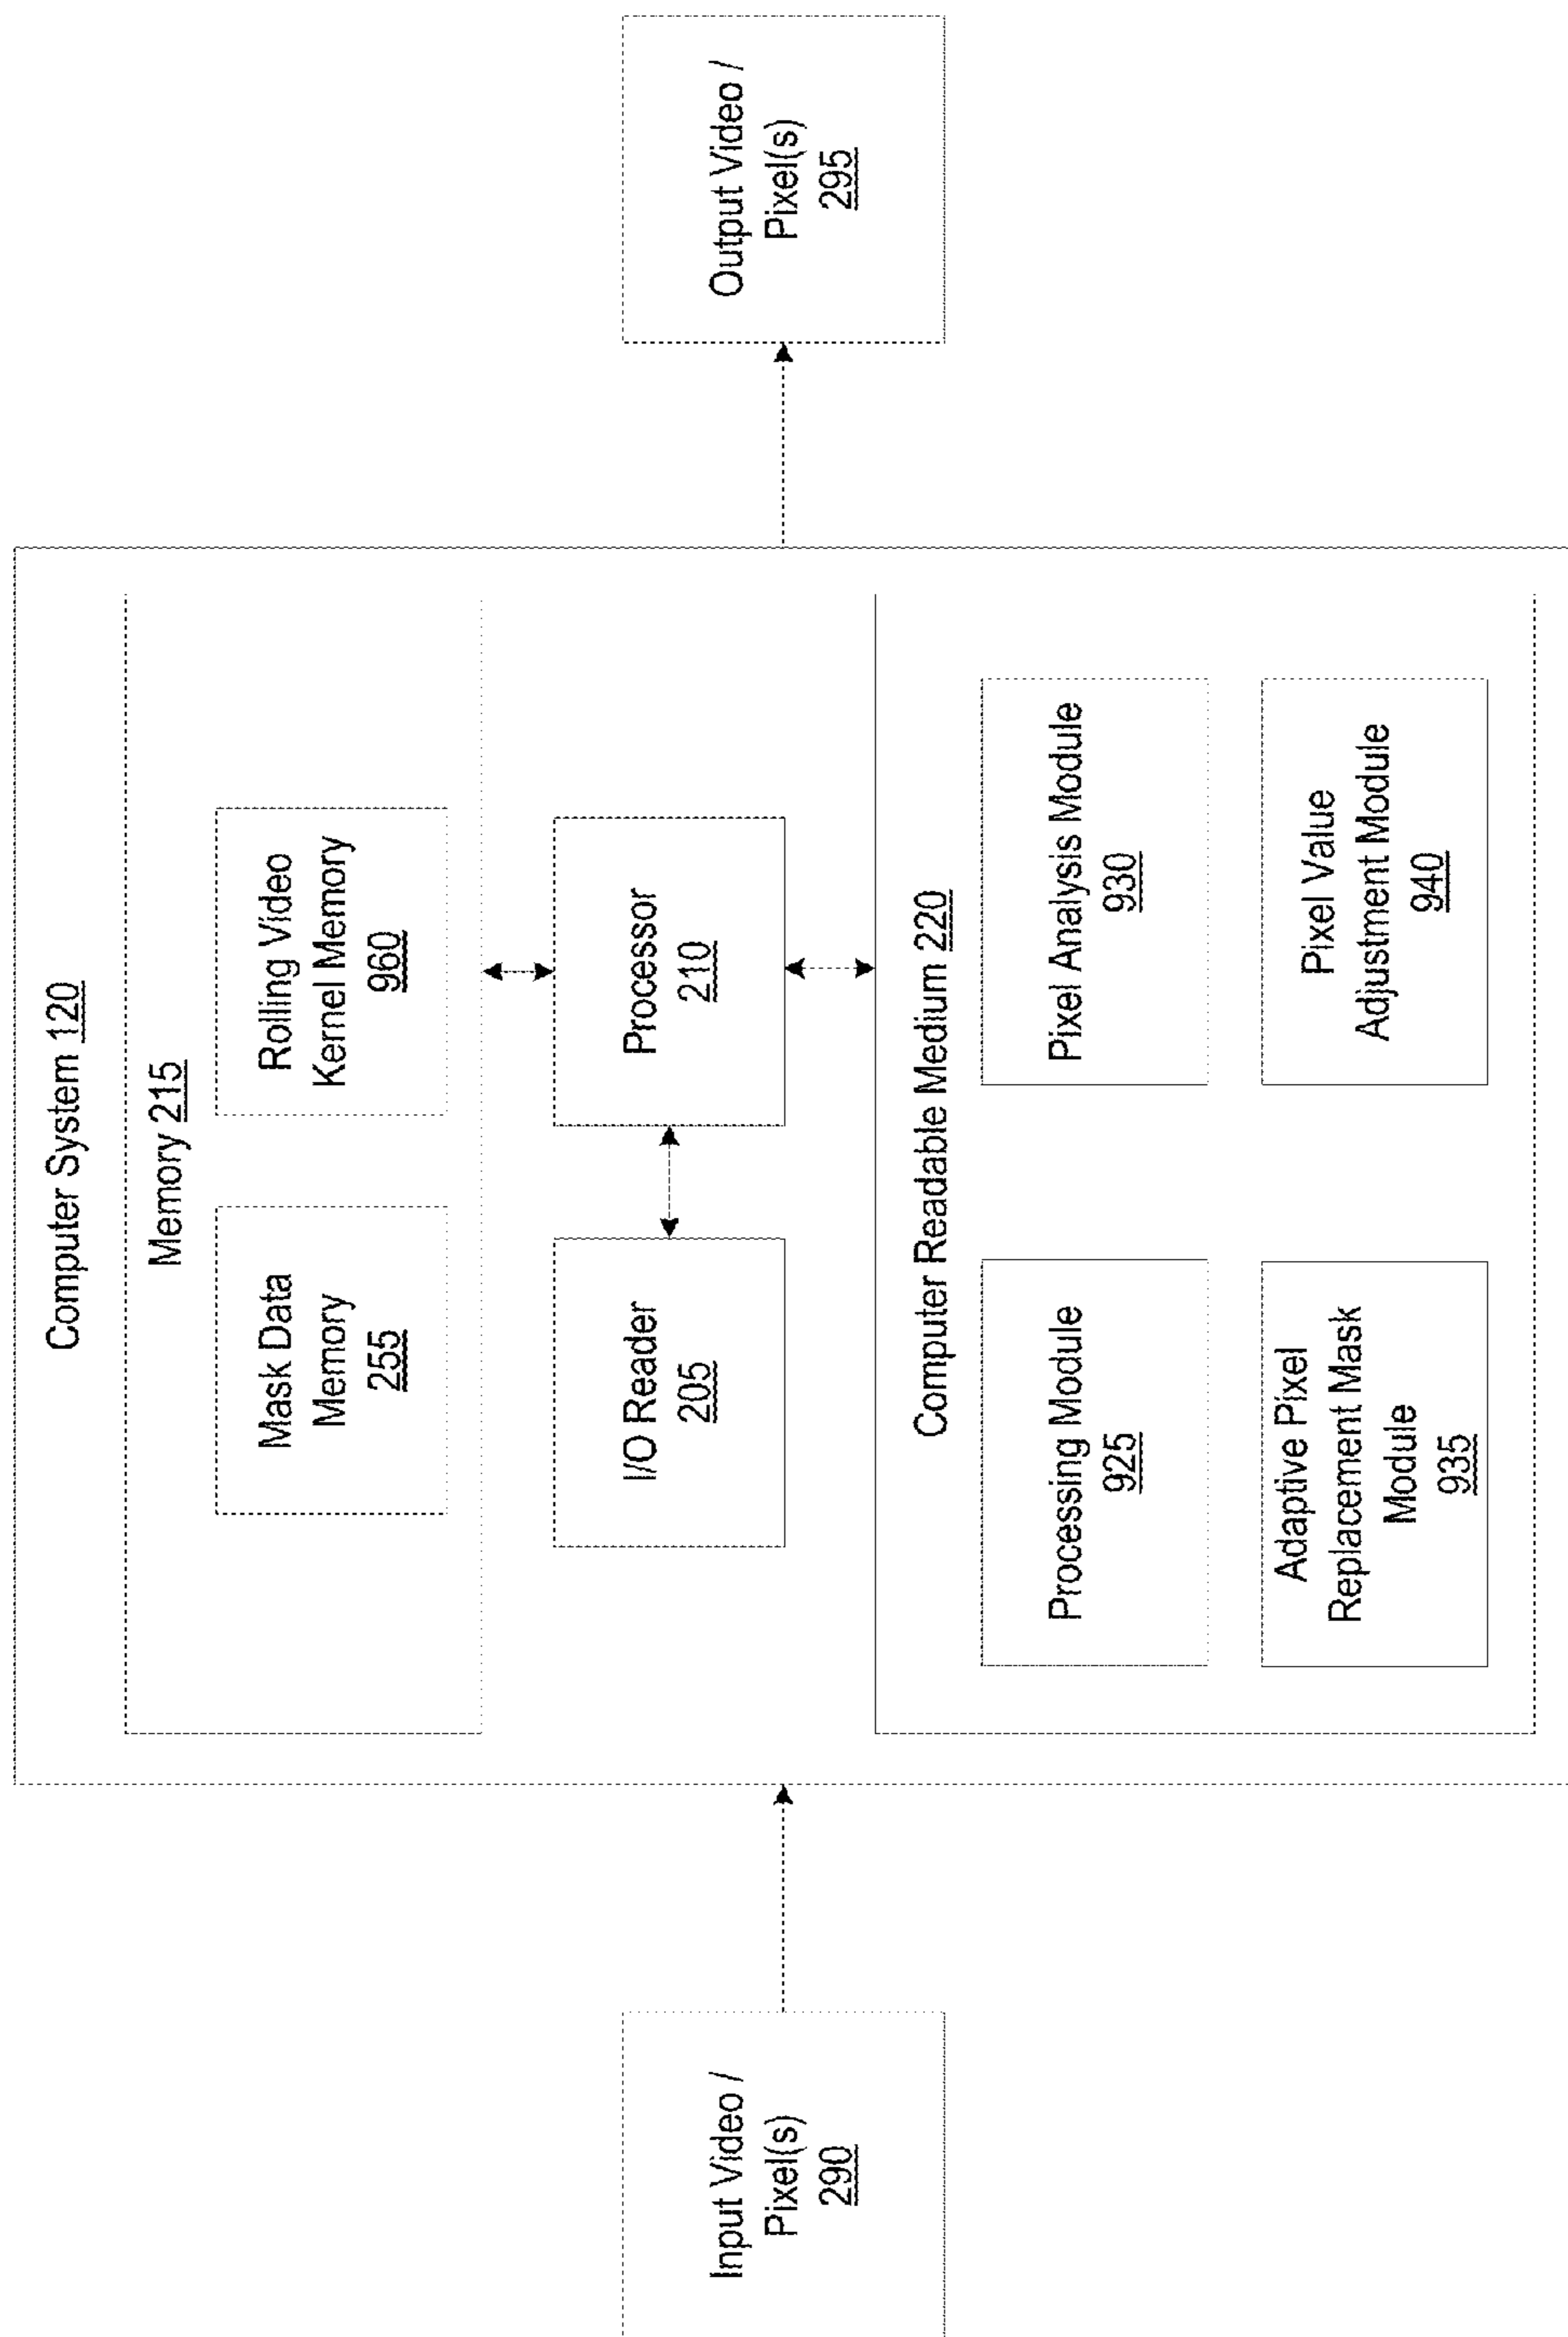 Computer System 120
Memory 215
Mask Data
Memory
255
Rolling Video
Kernel Memory
960
Input Video /
Pixel(s)
290
I/O Reader
205
Processor
210
Output Video /
Pixel(s)
295
Computer Readable Medium 220
Processing Module
925
Pixel Analysis Module
930
Adaptive Pixel
Replacement Mask
Module
935
Pixel Value
Adjustment Module
940